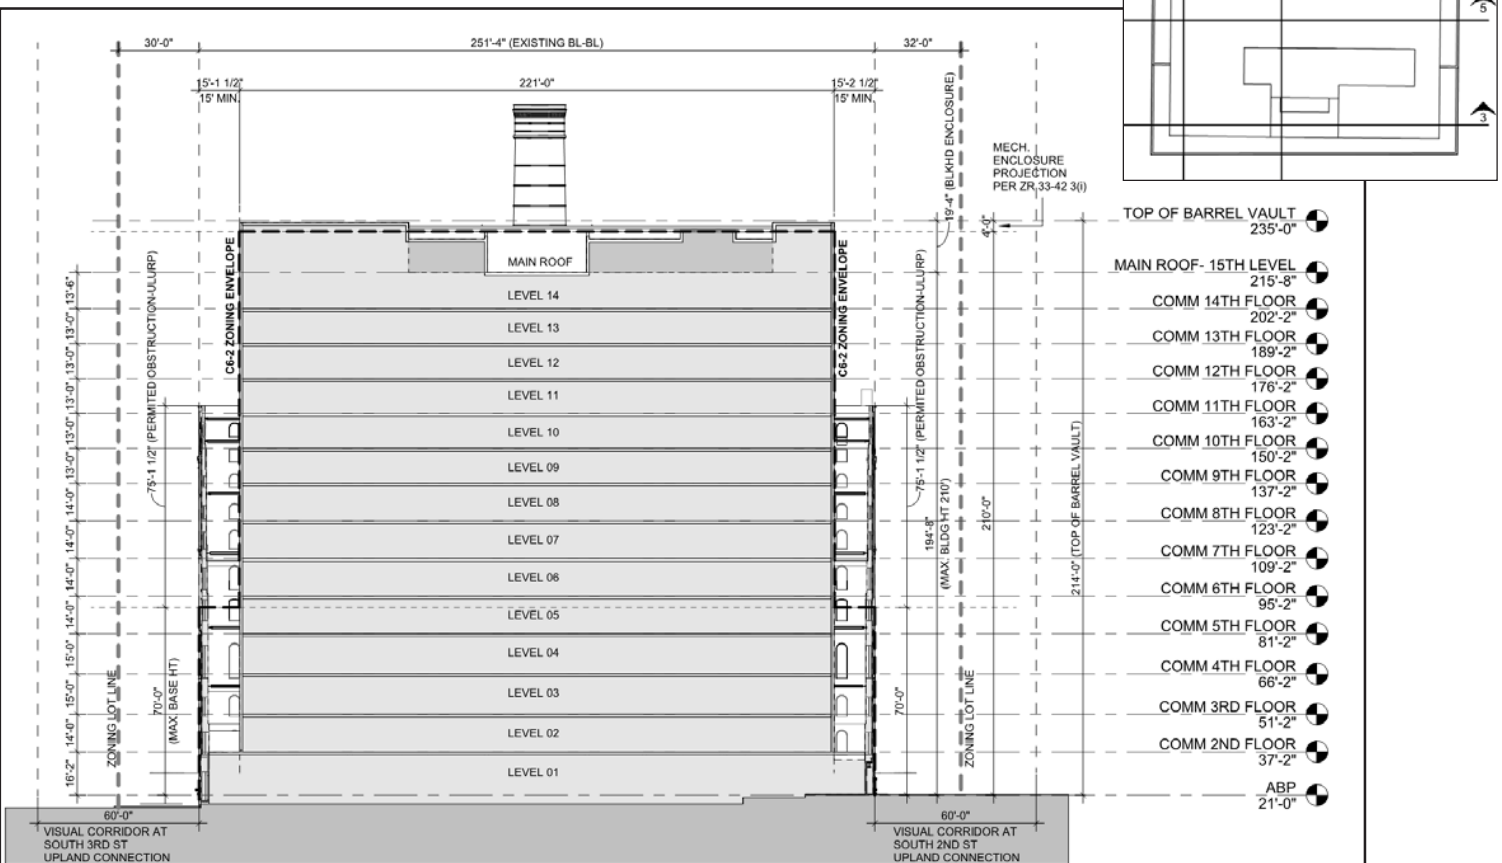 5
3
30'-0"
251'-4" (EXISTING BL-BL)
32'-0"
15'-1 1/2"
15' MIN.
221'-0"
15'-2 1/2"
15' MIN.
19'-4" (BLKHD ENCLOSURE)
MECH.
ENCLOSURE
PROJECTION
PER ZR 33-42 3(i)
4'-0"
C6-2 ZONING ENVELOPE
C6-2 ZONING ENVELOPE
MAIN ROOF
LEVEL 14
LEVEL 13
LEVEL 12
LEVEL 11
LEVEL 10
LEVEL 09
LEVEL 08
LEVEL 07
LEVEL 06
LEVEL 05
LEVEL 04
LEVEL 03
LEVEL 02
LEVEL 01
13'-6"
13'-0"
13'-0"
13'-0"
13'-0"
13'-0"
14'-0"
14'-0"
14'-0"
14'-0"
15'-0"
15'-0"
14'-0"
16'-2"
75'-1 1/2" (PERMITED OBSTRUCTION-ULURP)
75'-1 1/2" (PERMITED OBSTRUCTION-ULURP)
70'-0"
(MAX. BASE HT)
70'-0"
194'-8"
(MAX. BLDG HT 210')
210'-0"
214'-0" (TOP OF BARREL VAULT)
ZONING LOT LINE
ZONING LOT LINE
TOP OF BARREL VAULT
235'-0"
MAIN ROOF- 15TH LEVEL
215'-8"
COMM 14TH FLOOR
202'-2"
COMM 13TH FLOOR
189'-2"
COMM 12TH FLOOR
176'-2"
COMM 11TH FLOOR
163'-2"
COMM 10TH FLOOR
150'-2"
COMM 9TH FLOOR
137'-2"
COMM 8TH FLOOR
123'-2"
COMM 7TH FLOOR
109'-2"
COMM 6TH FLOOR
95'-2"
COMM 5TH FLOOR
81'-2"
COMM 4TH FLOOR
66'-2"
COMM 3RD FLOOR
51'-2"
COMM 2ND FLOOR
37'-2"
ABP
21'-0"
60'-0"
VISUAL CORRIDOR AT
SOUTH 3RD ST
UPLAND CONNECTION
60'-0"
VISUAL CORRIDOR AT
SOUTH 2ND ST
UPLAND CONNECTION